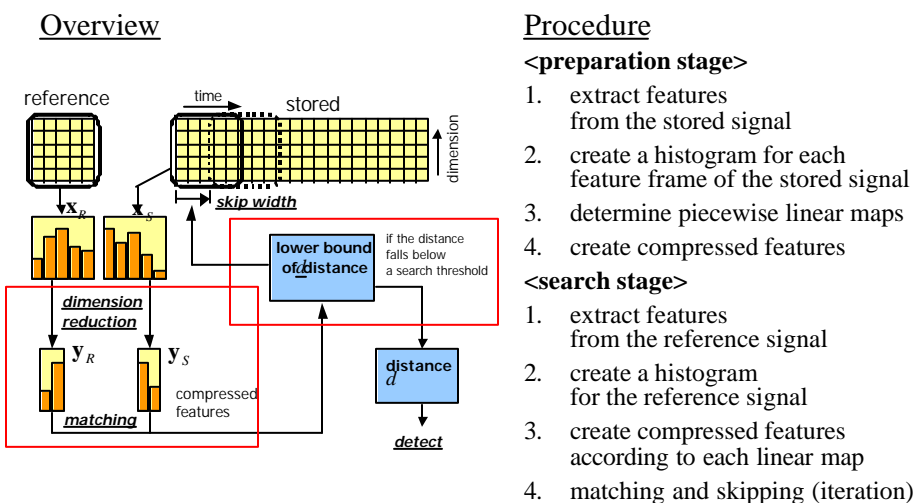 Overview
reference
time
stored
dimension
x_R
x_S
skip width
lower bound
of distance
d
if the distance
falls below
a search threshold
dimension
reduction
y_R
y_S
compressed
features
matching
distance
d
detect
Procedure
<preparation stage>
1. extract features
from the stored signal
2. create a histogram for each
feature frame of the stored signal
3. determine piecewise linear maps
4. create compressed features
<search stage>
1. extract features
from the reference signal
2. create a histogram
for the reference signal
3. create compressed features
according to each linear map
4. matching and skipping (iteration)